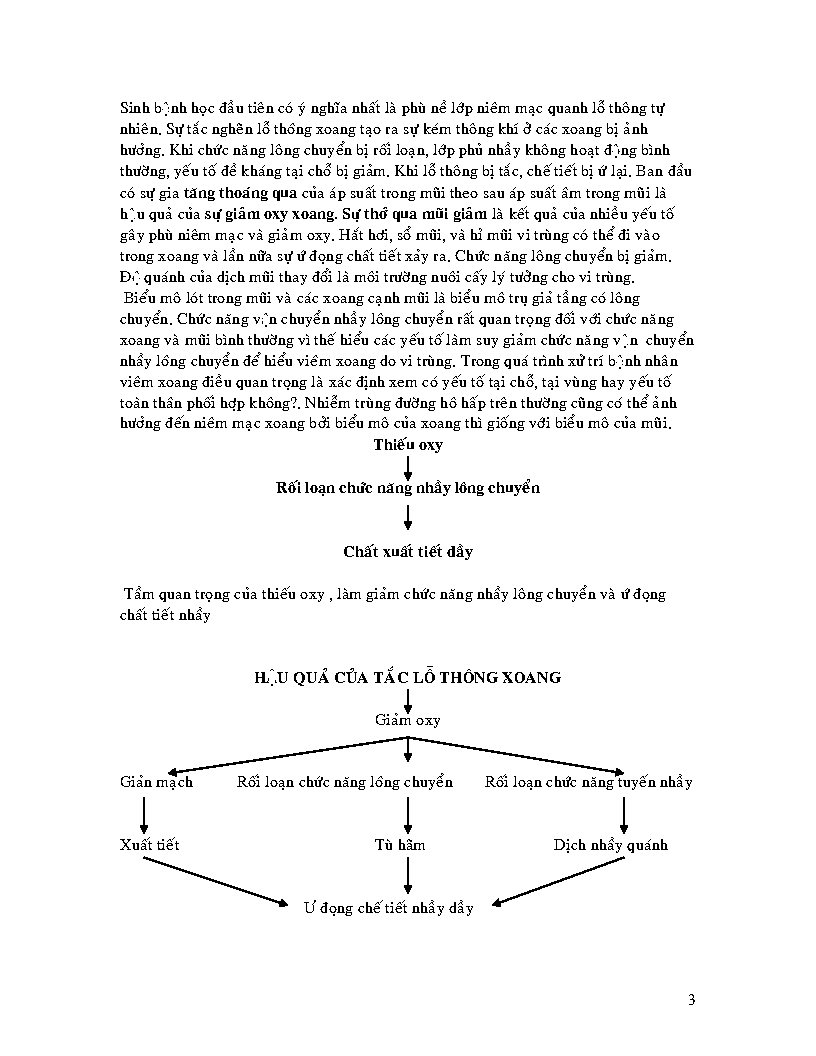 Sinh bệnh học đầu tiên có ý nghĩa nhất là phù nề lớp niêm mạc quanh lỗ thông tự
nhiên. Sự tắc nghẽn lỗ thông xoang tạo ra sự kém thông khí ở các xoang bị ảnh
hưởng. Khi chức năng lông chuyển bị rối loạn, lớp phủ nhầy không hoạt động bình
thường, yếu tố đề kháng tại chỗ bị giảm. Khi lỗ thông bị tắc, chế tiết bị ứ lại. Ban đầu
có sự gia tăng thoáng qua của áp suất trong mũi theo sau áp suất âm trong mũi là
hậu quả của sự giảm oxy xoang. Sự thở qua mũi giảm là kết quả của nhiều yếu tố
gây phù niêm mạc và giảm oxy. Hắt hơi, sổ mũi, và hỉ mũi vi trùng có thể đi vào
trong xoang và lần nữa sự ứ đọng chất tiết xảy ra. Chức năng lông chuyển bị giảm.
Độ quánh của dịch mũi thay đổi là môi trường nuôi cấy lý tưởng cho vi trùng.
Biểu mô lót trong mũi và các xoang cạnh mũi là biểu mô trụ giả tầng có lông
chuyển. Chức năng vận chuyển nhầy lông chuyển rất quan trọng đối với chức năng
xoang và mũi bình thường vì thế hiểu các yếu tố làm suy giảm chức năng vận chuyển
nhầy lông chuyển để hiểu viêm xoang do vi trùng. Trong quá trình xử trí bệnh nhân
viêm xoang điều quan trọng là xác định xem có yếu tố tại chỗ, tại vùng hay yếu tố
toàn thân phối hợp không?. Nhiễm trùng đường hô hấp trên thường cũng có thể ảnh
hưởng đến niêm mạc xoang bởi biểu mô của xoang thì giống với biểu mô của mũi.
Thiếu oxy
Rối loạn chức năng nhầy lông chuyển
Chất xuất tiết dầy
Tầm quan trọng của thiếu oxy , làm giảm chức năng nhầy lông chuyển và ứ đọng
chất tiết nhầy
HẬU QUẢ CỦA TẮC LỖ THÔNG XOANG
Giảm oxy
Giản mạch Rối loạn chức năng lông chuyển Rối loạn chức năng tuyến nhầy
Xuất tiết Tù hãm Dịch nhầy quánh
Ư đọng chế tiết nhầy dầy
3